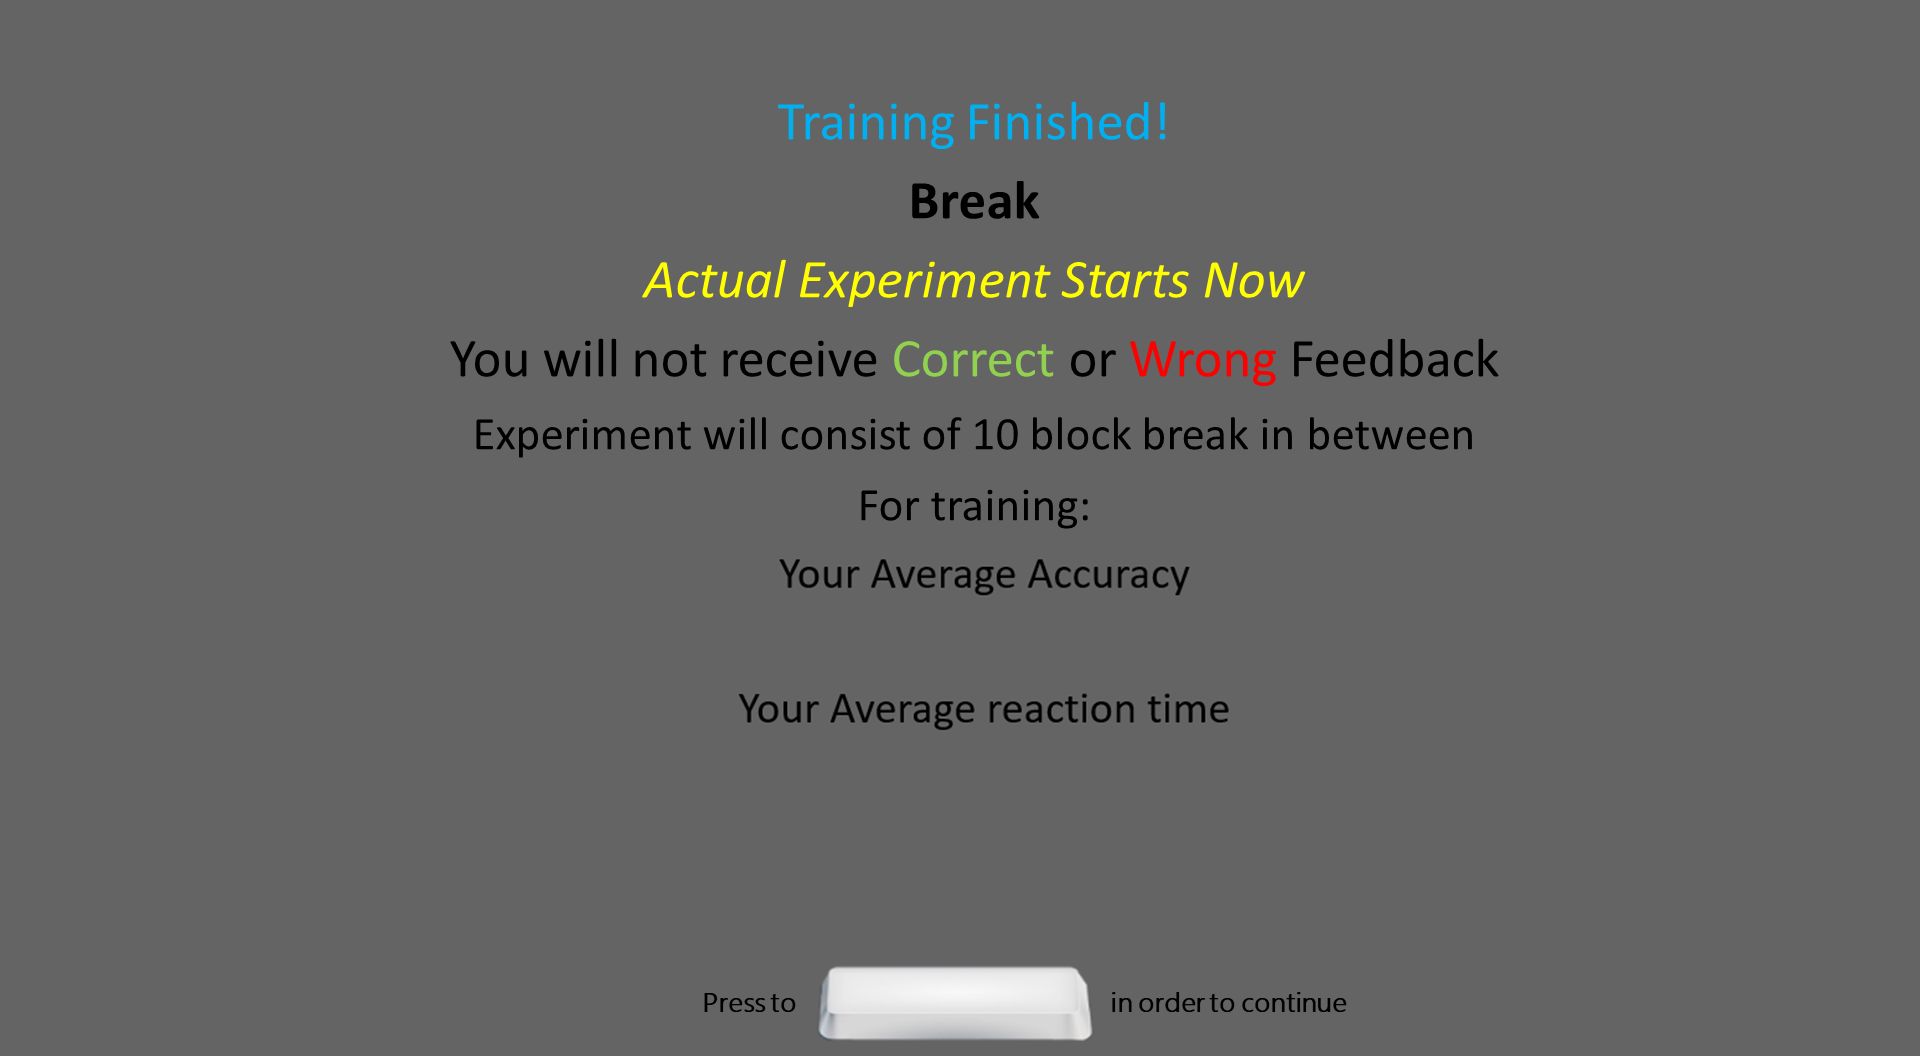 Training Finished!
Break
Actual Experiment Starts Now
You will not receive Correct or Wrong Feedback
Experiment will consist of 10 block break in between
For training:
Your Average Accuracy
Your Average reaction time
Press to in order to continue